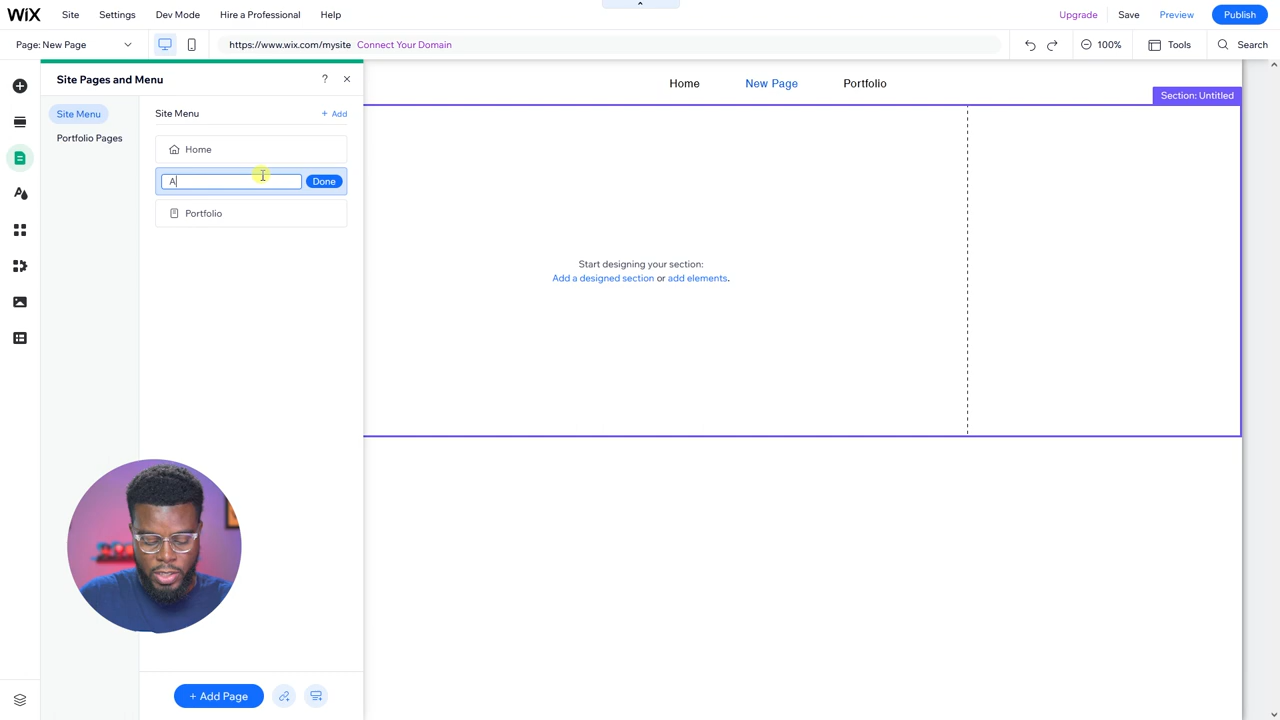 WIX Site Settings Dev Mode Hire a Professional Help Upgrade Save Preview Publish
Page: New Page https://www.wix.com/mysite Connect Your Domain 100% Tools Search
Site Pages and Menu ?
Home New Page Portfolio
Section: Untitled
Site Menu
Portfolio Pages
Site Menu + Add
Home
A Done
Portfolio
Start designing your section:
Add a designed section or add elements.
+ Add Page